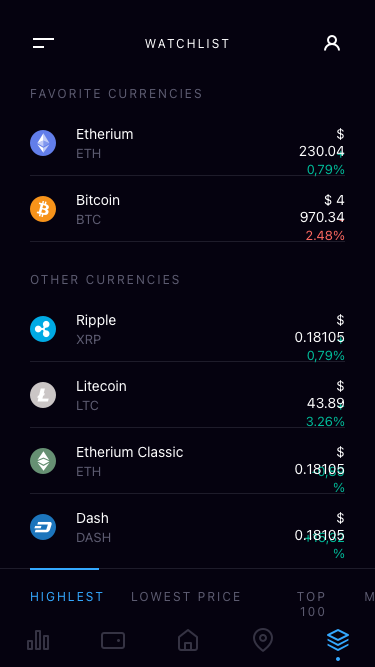 WATCHLIST
FAVORITE CURRENCIES
Etherium
ETH
$
230.04
0,79%
Bitcoin
BTC
$ 4
970.34
2.48%
OTHER CURRENCIES
Ripple
XRP
$
0.18105
0,79%
Litecoin
LTC
$
43.89
3.26%
Etherium Classic
ETH
$
0.18105
%
Dash
DASH
$
0.18105
%
HIGHEST
LOWEST PRICE
TOP
100
M